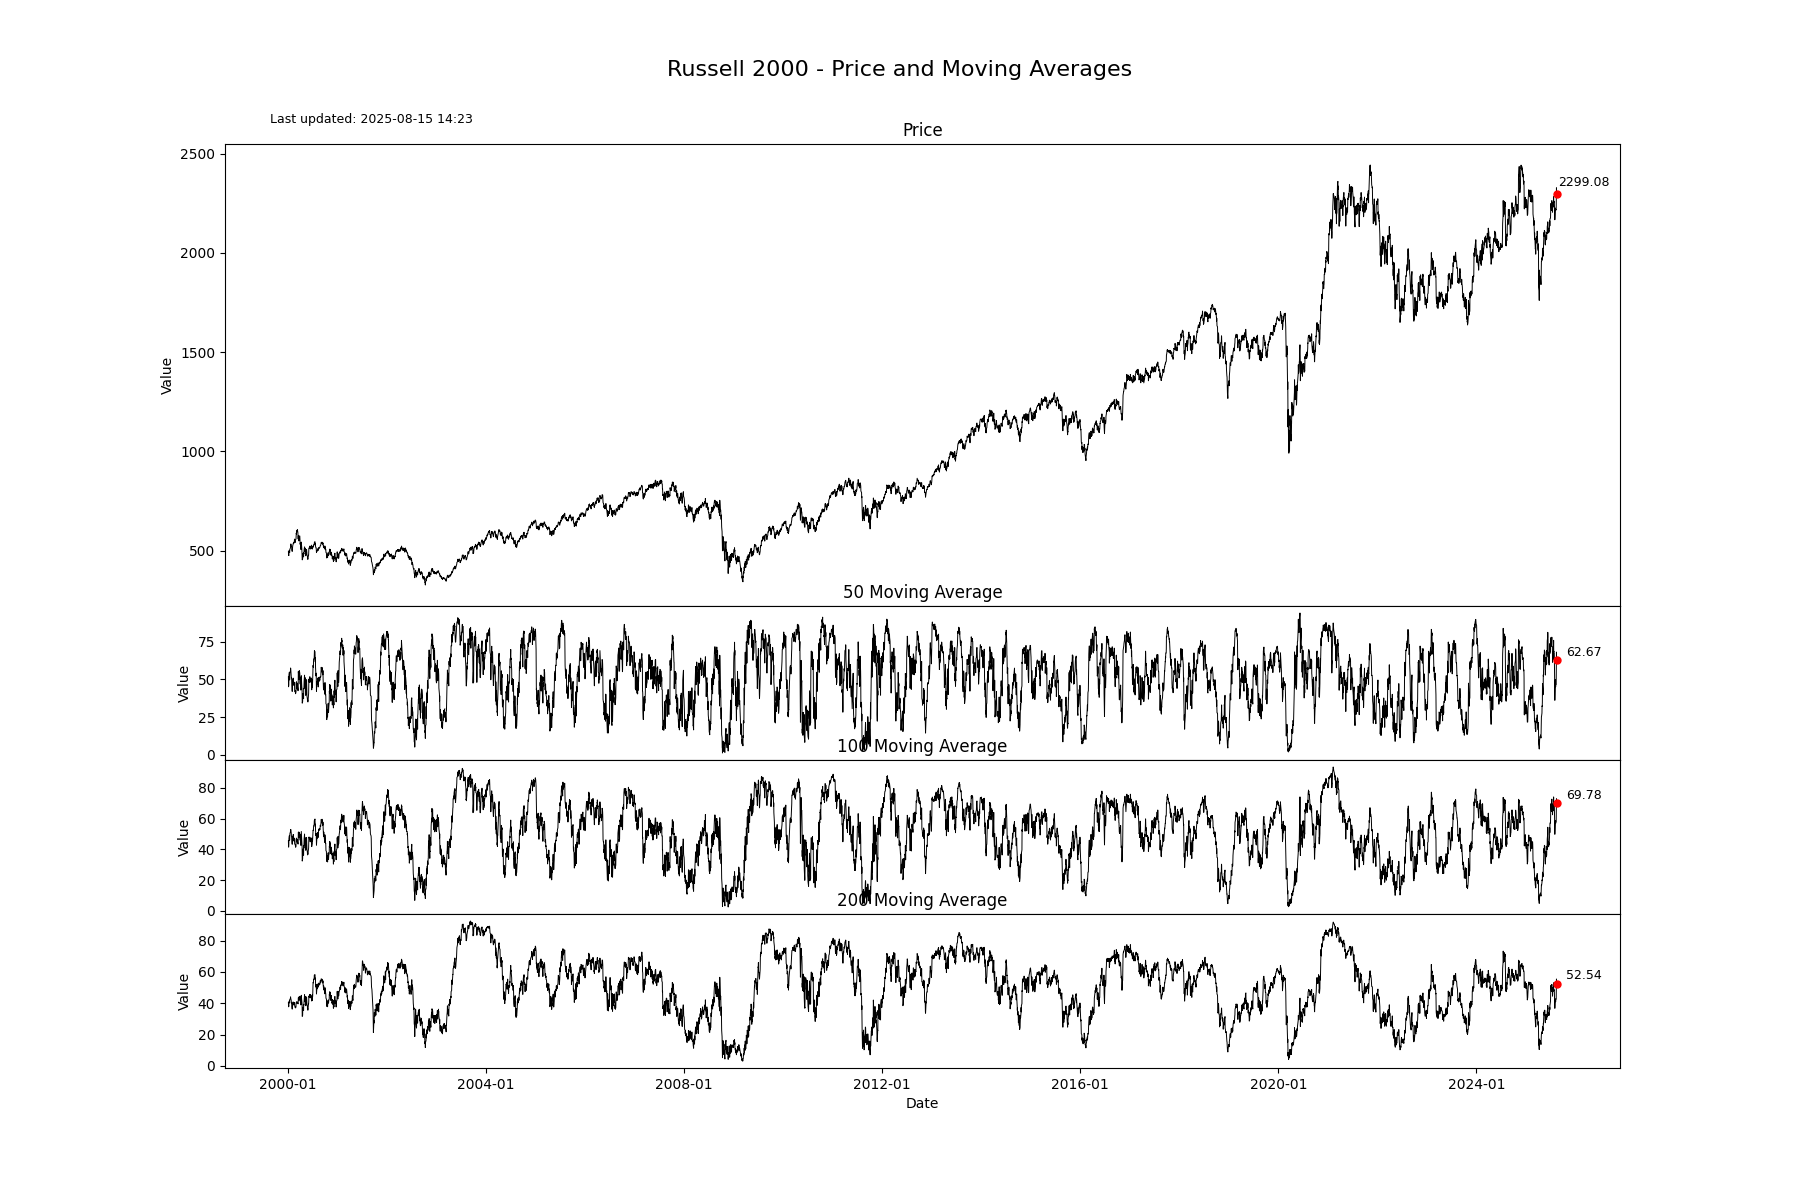 Russell 2000 - Price and Moving Averages
Last updated: 2025-08-15 14:23
Price
2500
2000
1500
1000
500
Value
2299.08
50 Moving Average
75
50
25
0
Value
62.67
100 Moving Average
80
60
40
20
0
Value
69.78
200 Moving Average
80
60
40
20
0
Value
52.54
2000-01 2004-01 2008-01 2012-01 2016-01 2020-01 2024-01
Date